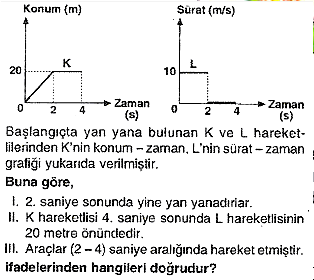 Konum (m)
Sürat (m/s)
K
L
20
10
0 2 4
Zaman
(s)
0 2 4
Zaman
(s)
Başlangıçta yan yana bulunan K ve L hareket-
lilerinden K'nin konum – zaman, L'nin sürat – zaman
grafiği yukarıda verilmiştir.
Buna göre,
I. 2. saniye sonunda yine yan yanadırlar.
II. K hareketlisi 4. saniye sonunda L hareketlisinin
20 metre önündedir.
III. Araçlar (2 – 4) saniye aralığında hareket etmiştir.
ifadelerinden hangileri doğrudur?